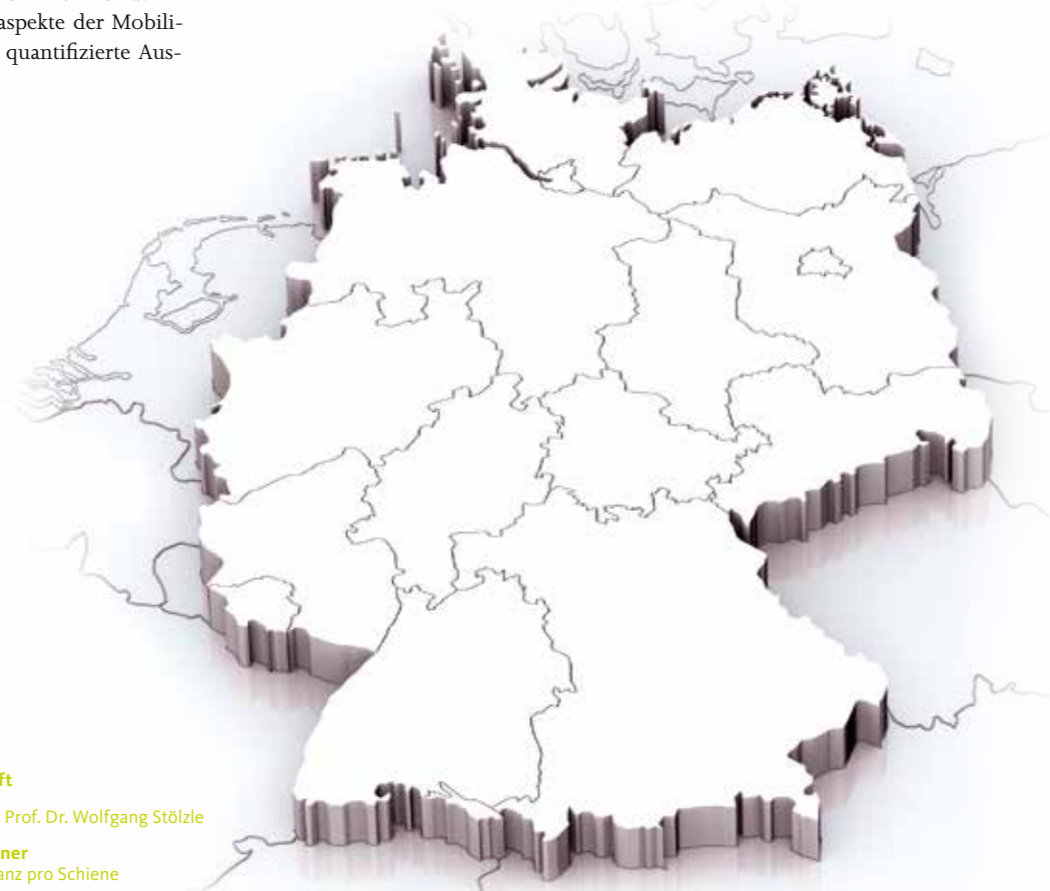 aspekte der Mobili-
quantifizierte Aus-
ft
Prof. Dr. Wolfgang Stölzle
ner
anz pro Schiene